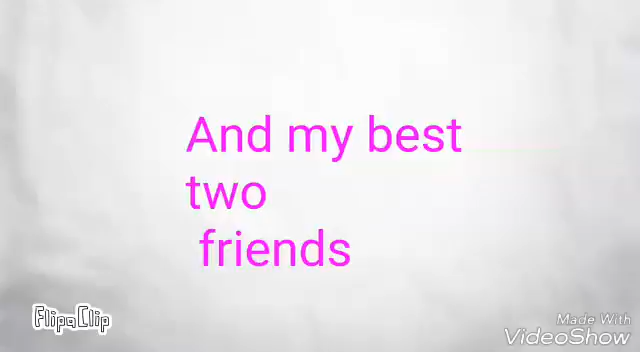 And my best
two
friends
FlipaClip
Made With
VideoShow